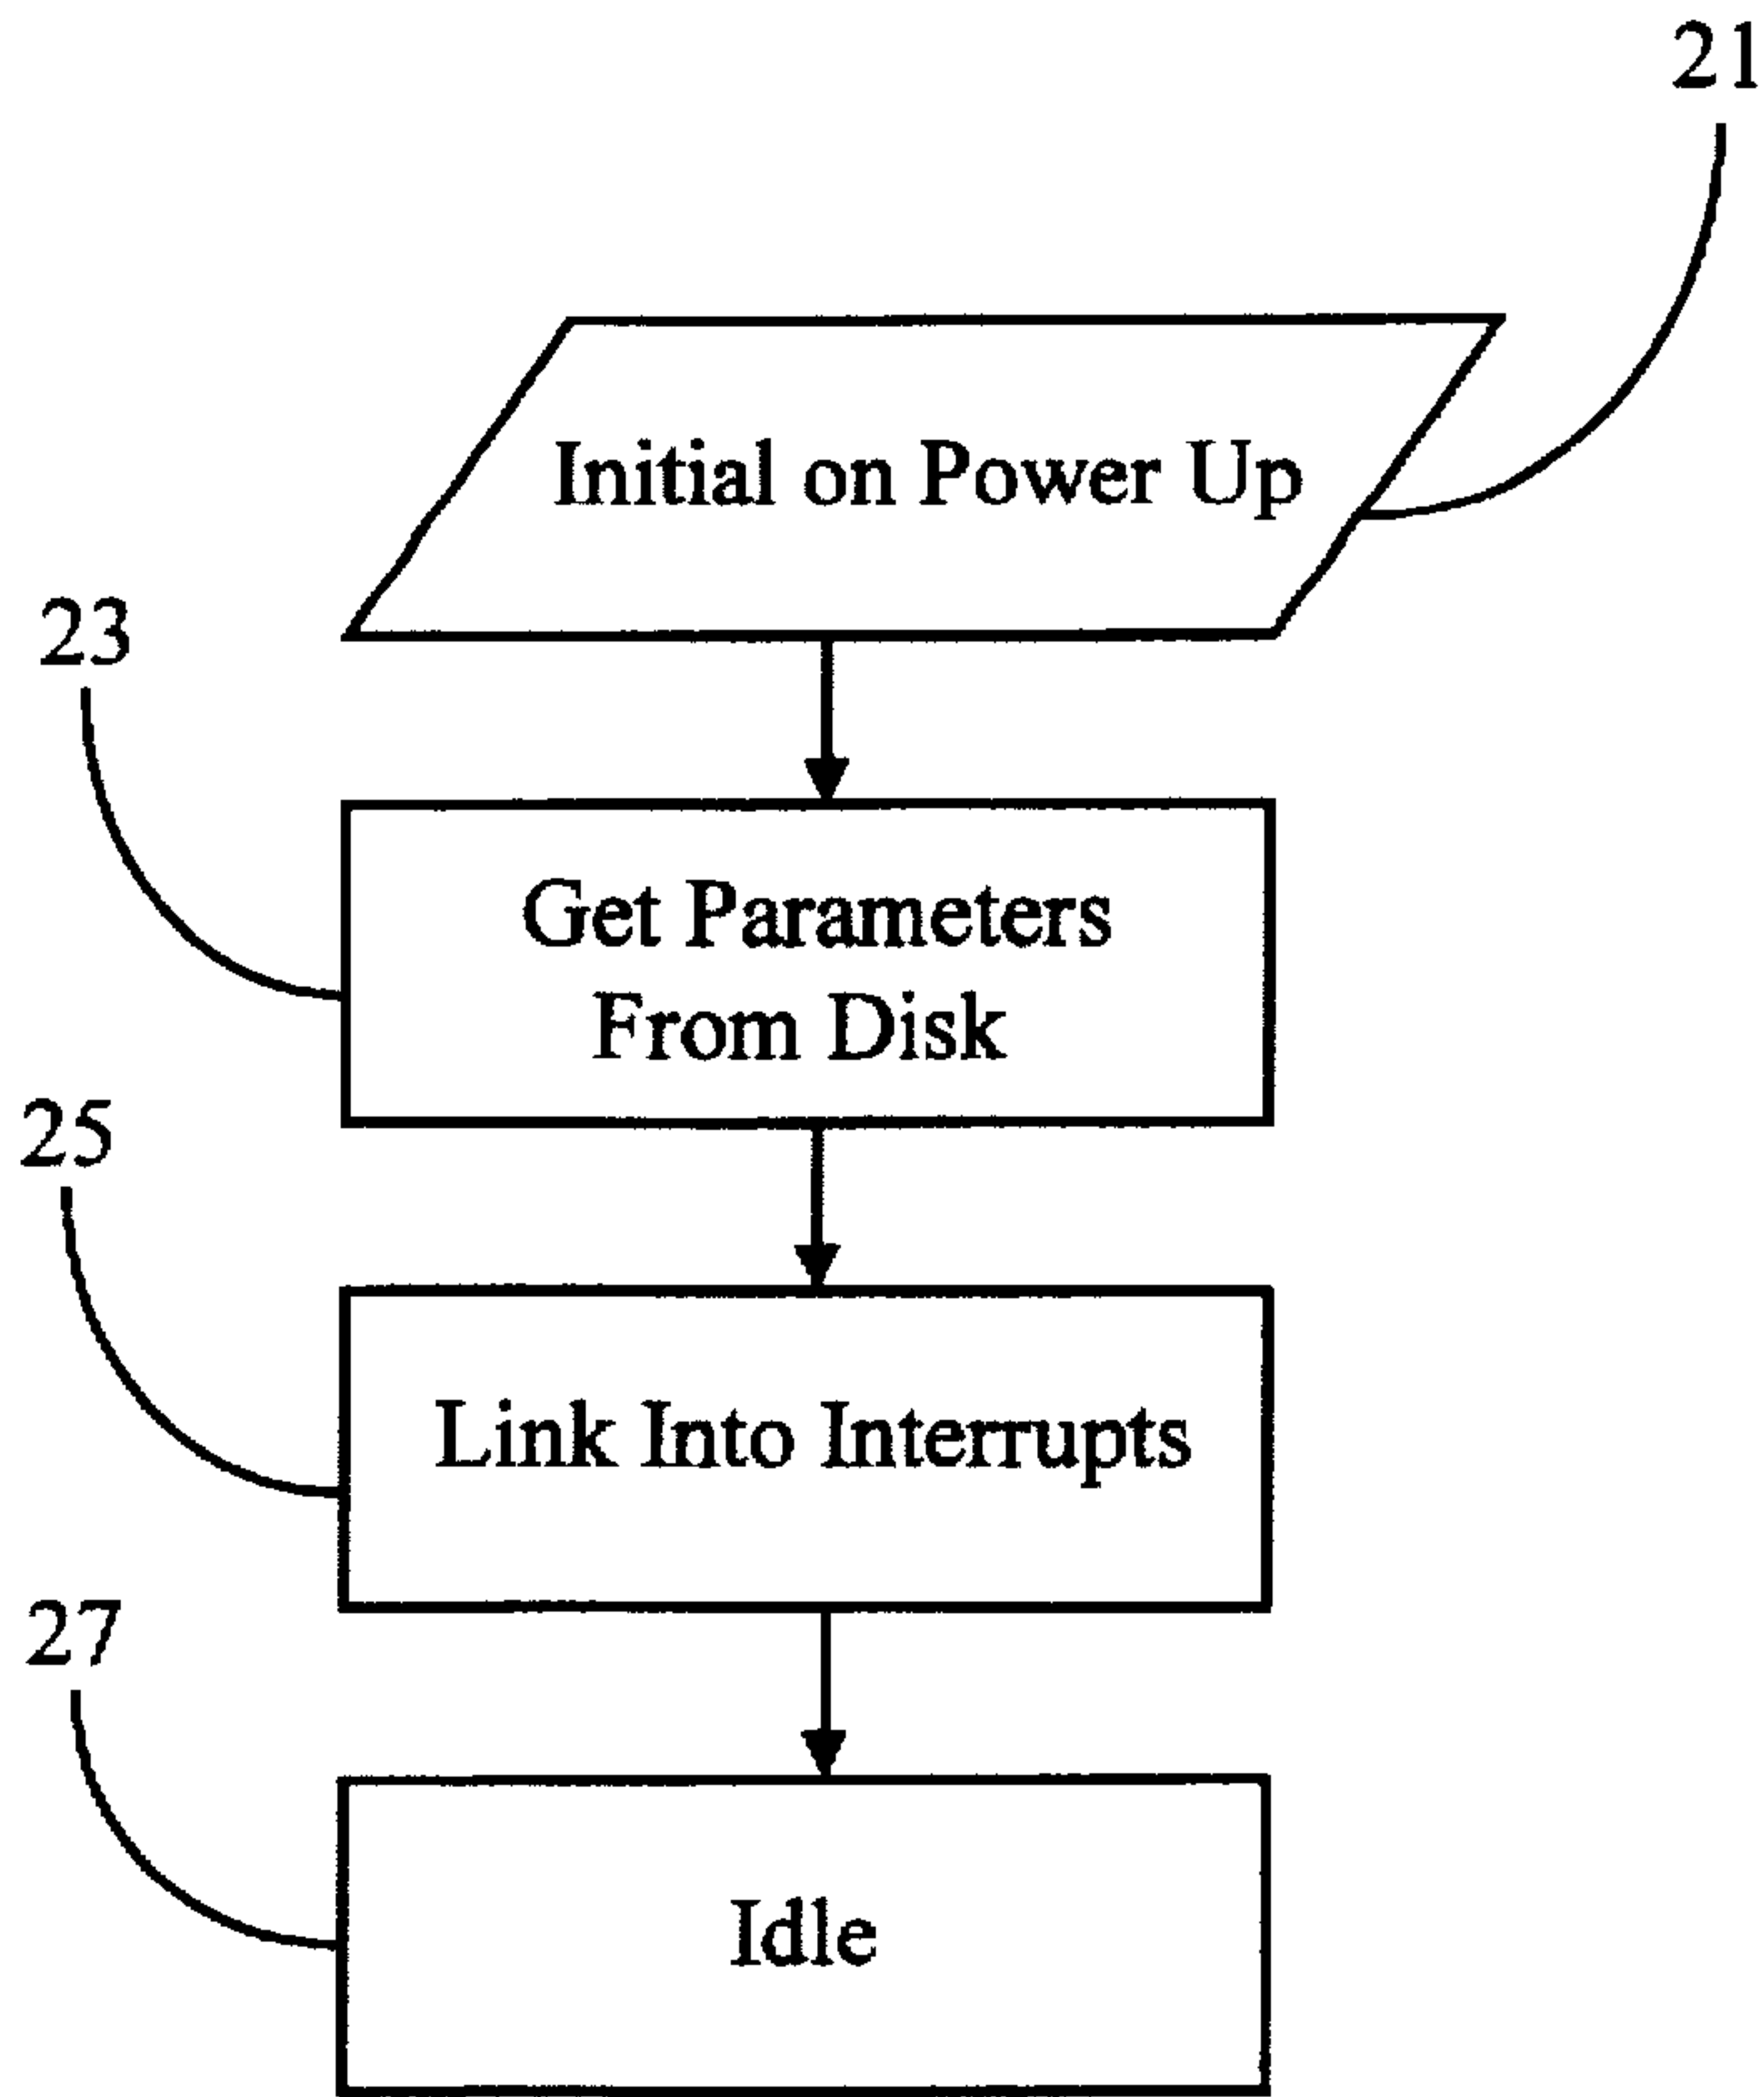 21
Initial on Power Up
23
Get Parameters
From Disk
25
Link Into Interrupts
27
Idle